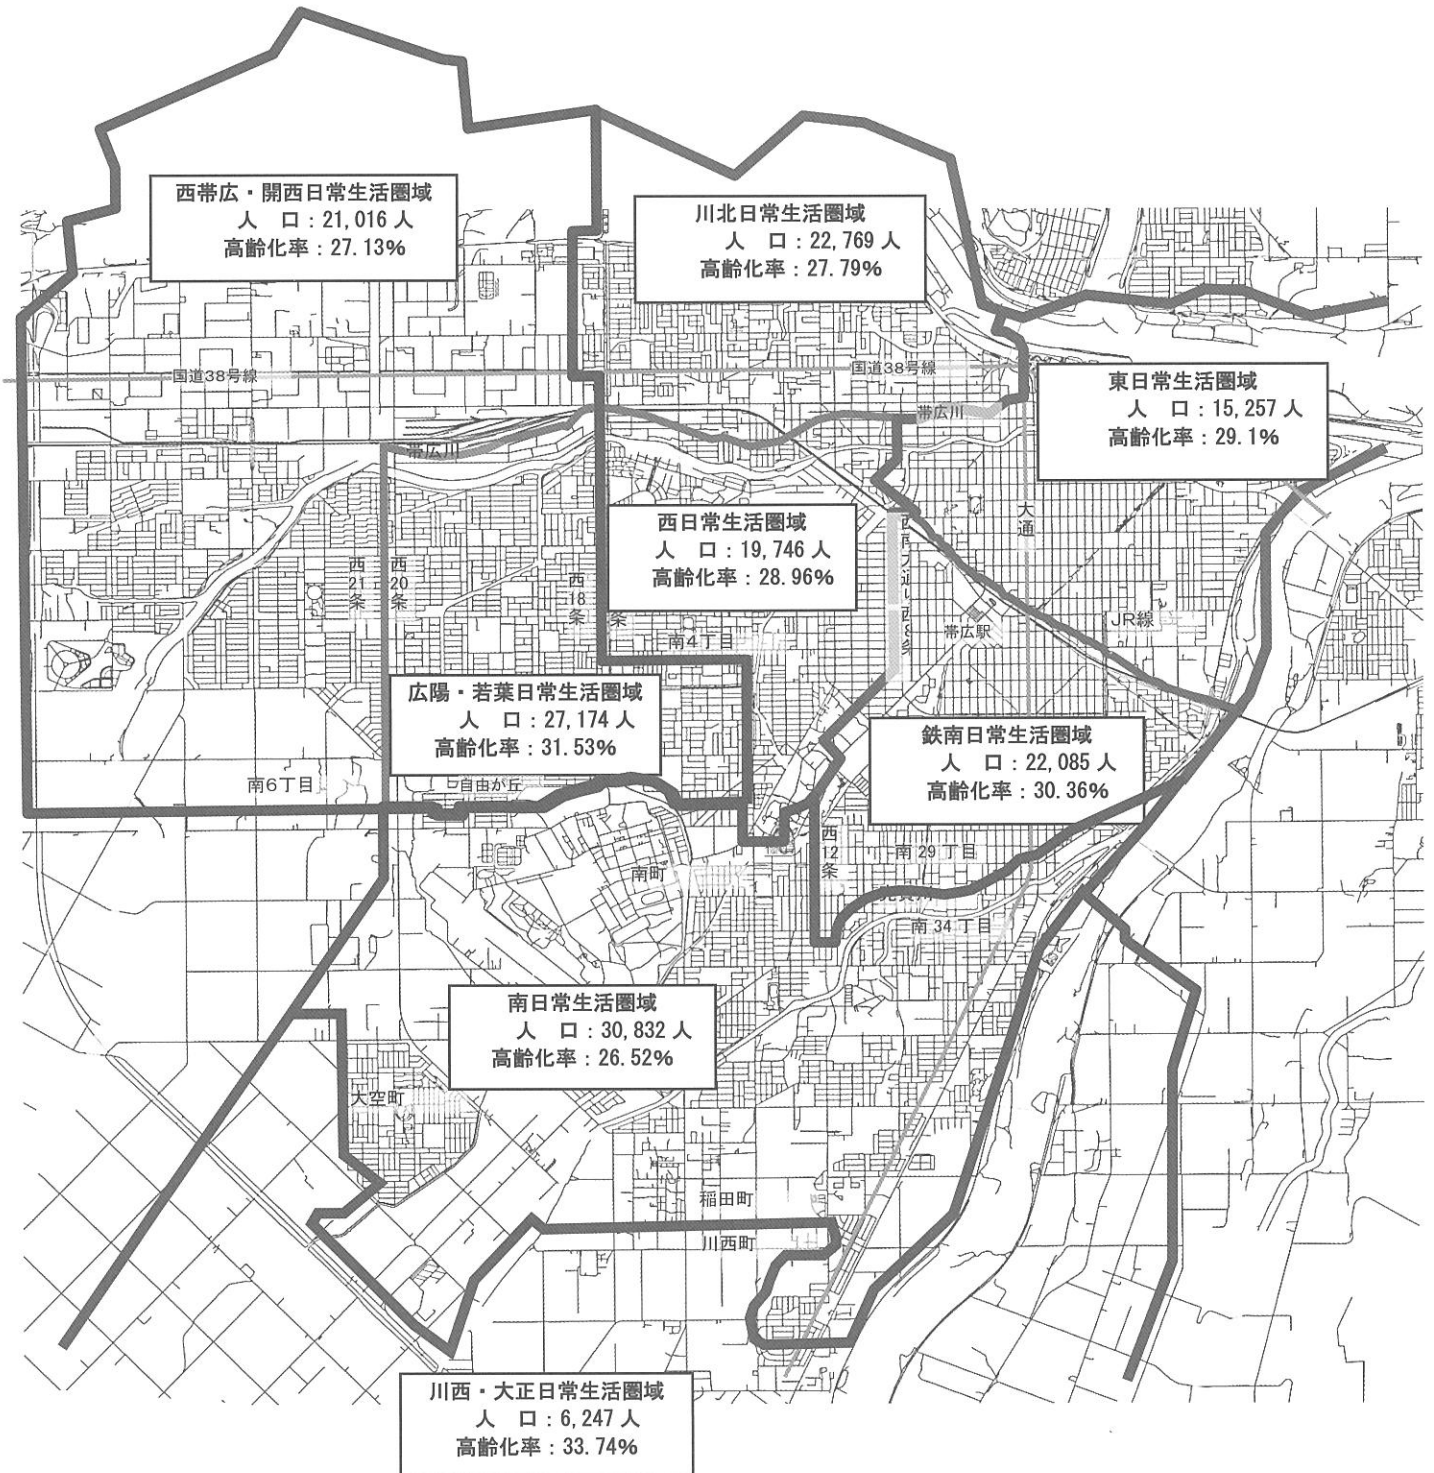 西帯広・開西日常生活圏域
人 口：21,016 人
高齢化率：27.13%
川北日常生活圏域
人 口：22,769 人
高齢化率：27.79%
国道38号線
国道38号線
東日常生活圏域
人 口：15,257 人
高齢化率：29.1%
帯広川
帯広川
西日常生活圏域
人 口：19,746 人
高齢化率：28.96%
大通
西21条
西20条
西18条
条
南4丁目
帯広駅
JR線
広陽・若葉日常生活圏域
人 口：27,174 人
高齢化率：31.53%
鉄南日常生活圏域
人 口：22,085 人
高齢化率：30.36%
南6丁目
自由が丘
西12条
南29丁目
南町
南34丁目
南日常生活圏域
人 口：30,832 人
高齢化率：26.52%
大空町
稲田町
川西町
川西・大正日常生活圏域
人 口：6,247 人
高齢化率：33.74%